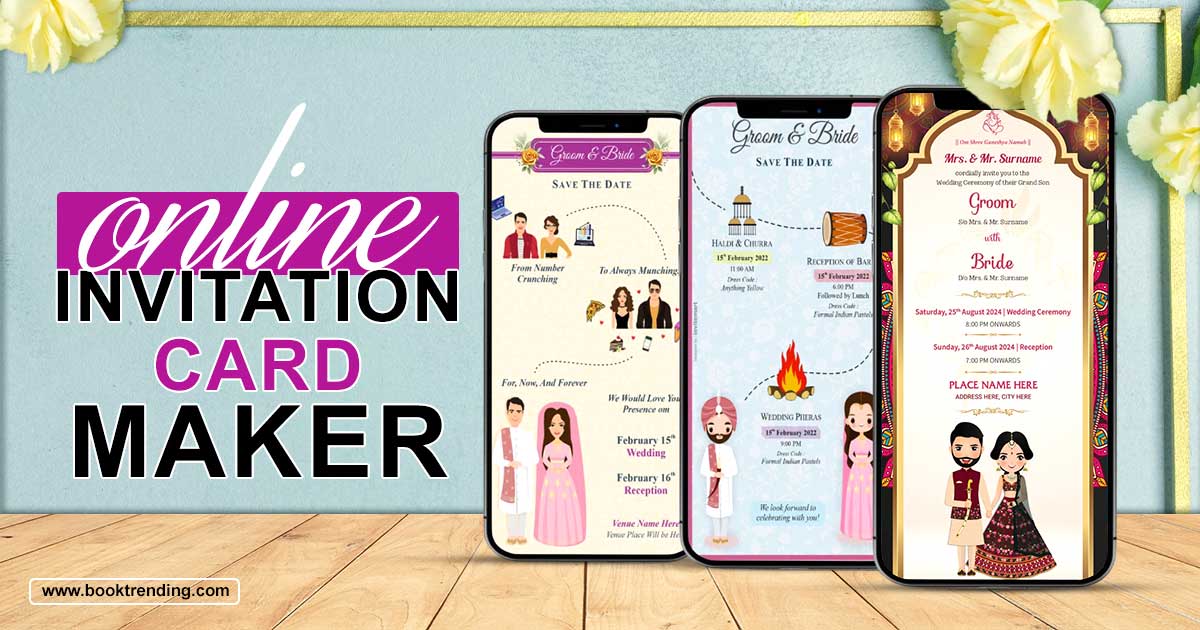 online
INVITATION
CARD
MAKER
www.booktrending.com
Groom & Bride
SAVE THE DATE
From Number
Crunching
To Always Munching.
For, Now, And Forever
We Would Love You
Presence om
February 15th
Wedding
February 16th
Reception
Venue Name Here
Venue Place Will be He
Groom & Bride
SAVE THE DATE
HALDI & CHURRA
15th February 2022
11:00 AM
Dress Code :
Anything Yellow
RECEPTION OF BAR
15th February 2022
6:00 PM
Followed by Lunch
Dress Code :
Formal Indian Pastels
WEDDING PHERAS
15th February 2022
9:00 PM
Dress Code :
Formal Indian Pastels
We look forward to
celebrating with you!
|| Om Shree Ganeshya Namah ||
Mrs. & Mr. Surname
cordially invite you to the
Wedding Ceremony of their Grand Son
Groom
S/o Mrs. & Mr. Surname
with
Bride
D/o Mrs. & Mr. Surname
Saturday, 25th August 2024 | Wedding Ceremony
8:00 PM ONWARDS
Sunday, 26th August 2024 | Reception
7:00 PM ONWARDS
PLACE NAME HERE
ADDRESS HERE, CITY HERE